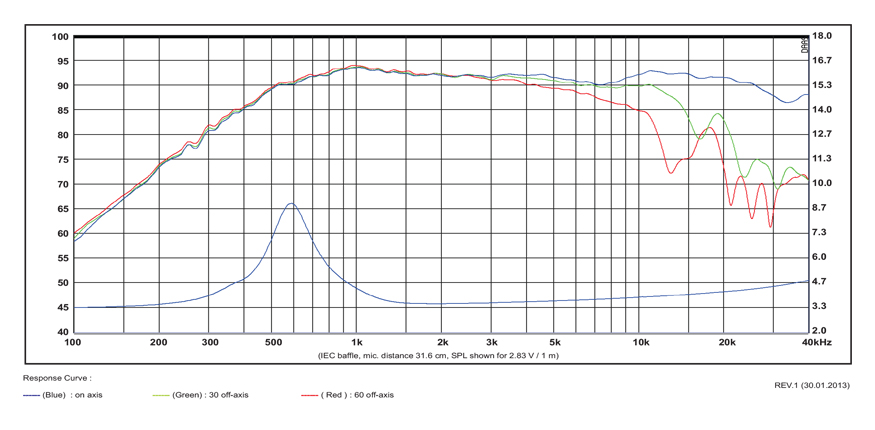 100 18.0
DAAS
95 16.7
90 15.3
85 14.0
80 12.7
75 11.3
70 10.0
65 8.7
60 7.3
55 6.0
50 4.7
45 3.3
40 2.0
100 200 300 500 1k 2k 3k 5k 10k 20k 40kHz
(IEC baffle, mic. distance 31.6 cm, SPL shown for 2.83 V / 1 m)
Response Curve :
REV.1 (30.01.2013)
(Blue) : on axis (Green) : 30 off-axis ( Red ) : 60 off-axis